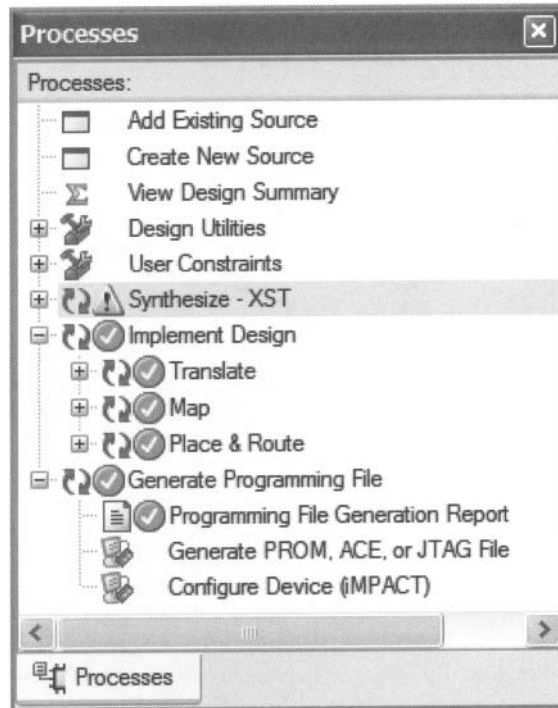 Processes
Processes:
Add Existing Source
Create New Source
View Design Summary
Design Utilities
User Constraints
Synthesize - XST
Implement Design
Translate
Map
Place & Route
Generate Programming File
Programming File Generation Report
Generate PROM, ACE, or JTAG File
Configure Device (iMPACT)
Processes